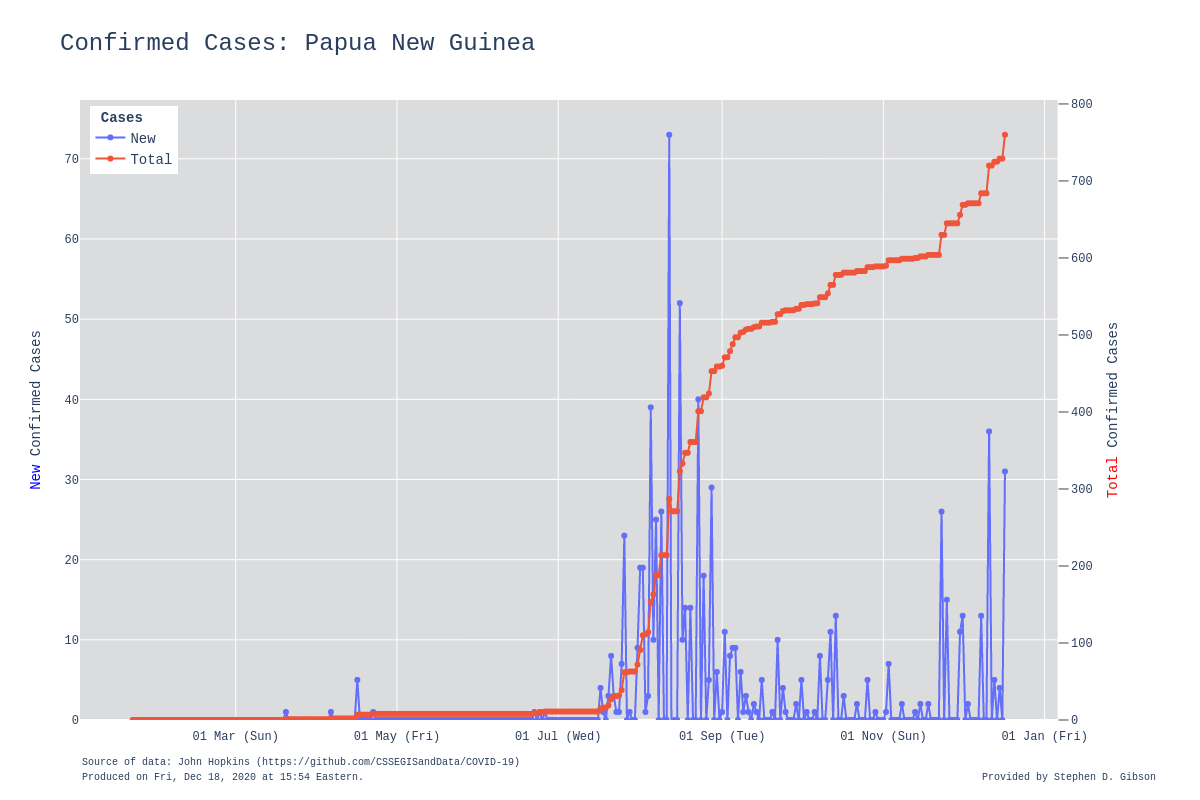 Confirmed Cases: Papua New Guinea
Cases
New
Total
New Confirmed Cases
70
60
50
40
30
20
10
0
800
700
600
500
400
300
200
100
0
Total Confirmed Cases
01 Mar (Sun) 01 May (Fri) 01 Jul (Wed) 01 Sep (Tue) 01 Nov (Sun) 01 Jan (Fri)
Source of data: John Hopkins (https://github.com/CSSEGISandData/COVID-19)
Produced on Fri, Dec 18, 2020 at 15:54 Eastern.
Provided by Stephen D. Gibson